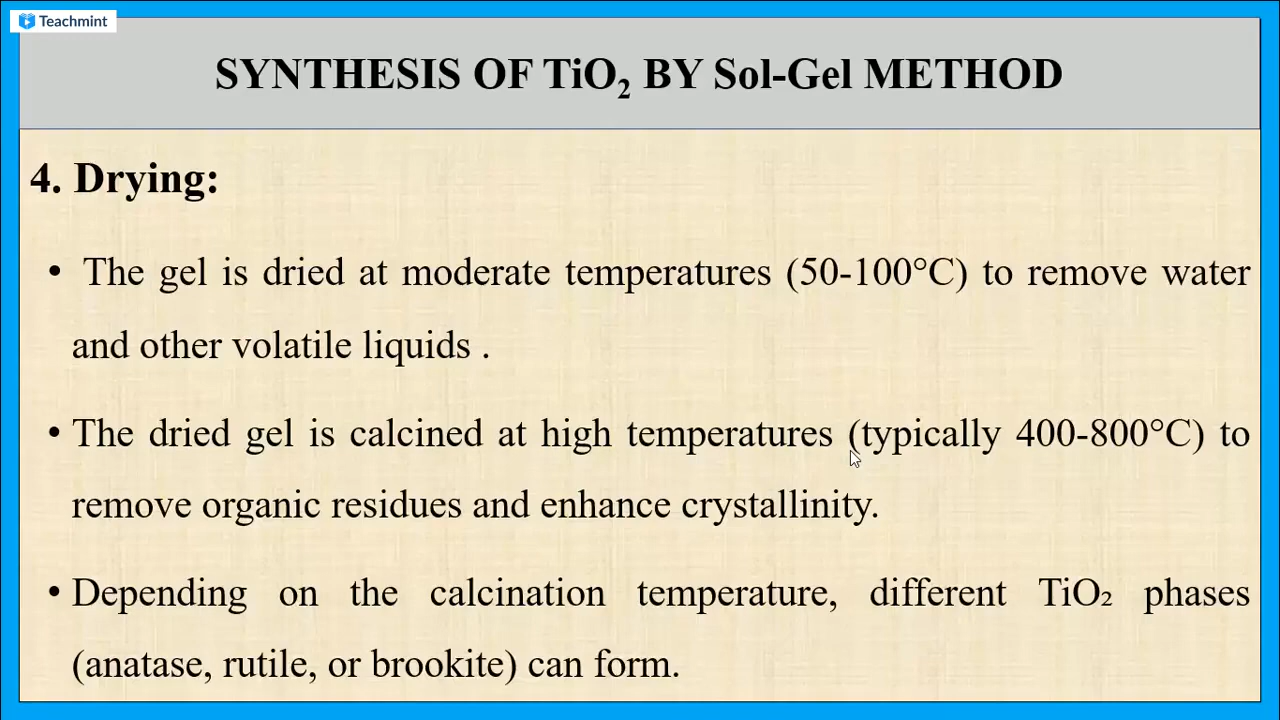 Teachmint
SYNTHESIS OF TiO₂ BY Sol-Gel METHOD
4. Drying:
• The gel is dried at moderate temperatures (50-100°C) to remove water
and other volatile liquids .
• The dried gel is calcined at high temperatures (typically 400-800°C) to
remove organic residues and enhance crystallinity.
• Depending on the calcination temperature, different TiO₂ phases
(anatase, rutile, or brookite) can form.